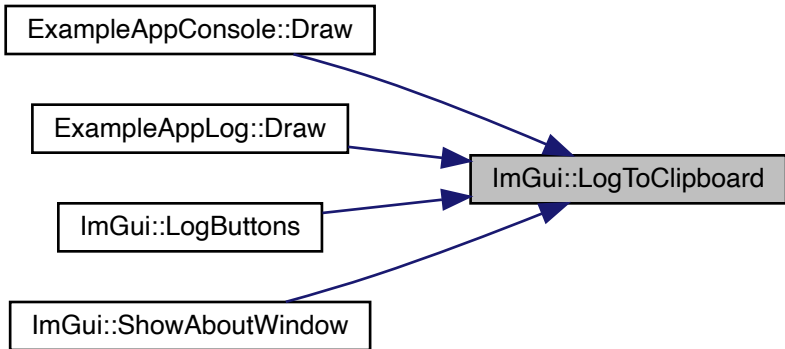 ExampleAppConsole::Draw
ExampleAppLog::Draw
ImGui::LogToClipboard
ImGui::LogButtons
ImGui::ShowAboutWindow